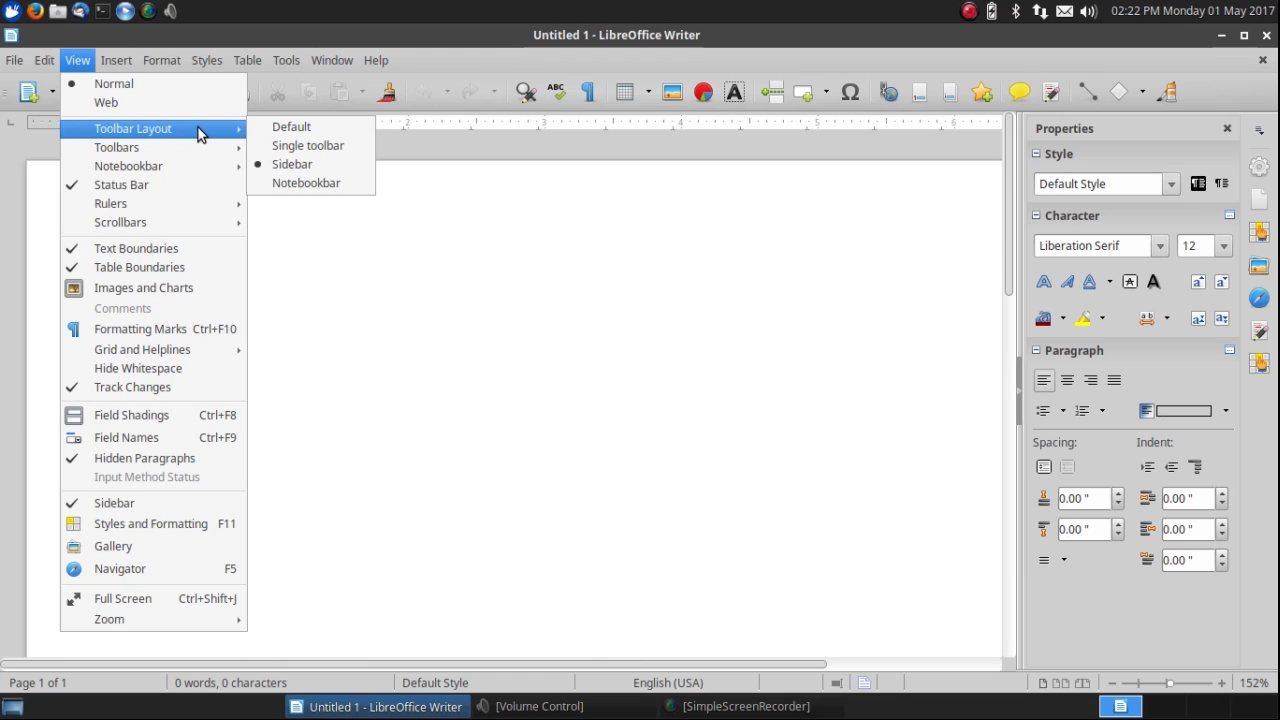 02:22 PM Monday 01 May 2017
Untitled 1 - LibreOffice Writer
File Edit View Insert Format Styles Table Tools Window Help
Normal
Web
Toolbar Layout
Toolbars
Notebookbar
Status Bar
Rulers
Scrollbars
Text Boundaries
Table Boundaries
Images and Charts
Comments
Formatting Marks Ctrl+F10
Grid and Helplines
Hide Whitespace
Track Changes
Field Shadings Ctrl+F8
Field Names Ctrl+F9
Hidden Paragraphs
Input Method Status
Sidebar
Styles and Formatting F11
Gallery
Navigator F5
Full Screen Ctrl+Shift+J
Zoom
Default
Single toolbar
Sidebar
Notebookbar
2 3 4 5 6
Properties
Style
Default Style
Character
Liberation Serif 12
Paragraph
Spacing: Indent:
0.00 " 0.00 "
0.00 " 0.00 "
0.00 "
Page 1 of 1 0 words, 0 characters Default Style English (USA) 152%
Untitled 1 - LibreOffice Writer [Volume Control] [SimpleScreenRecorder]